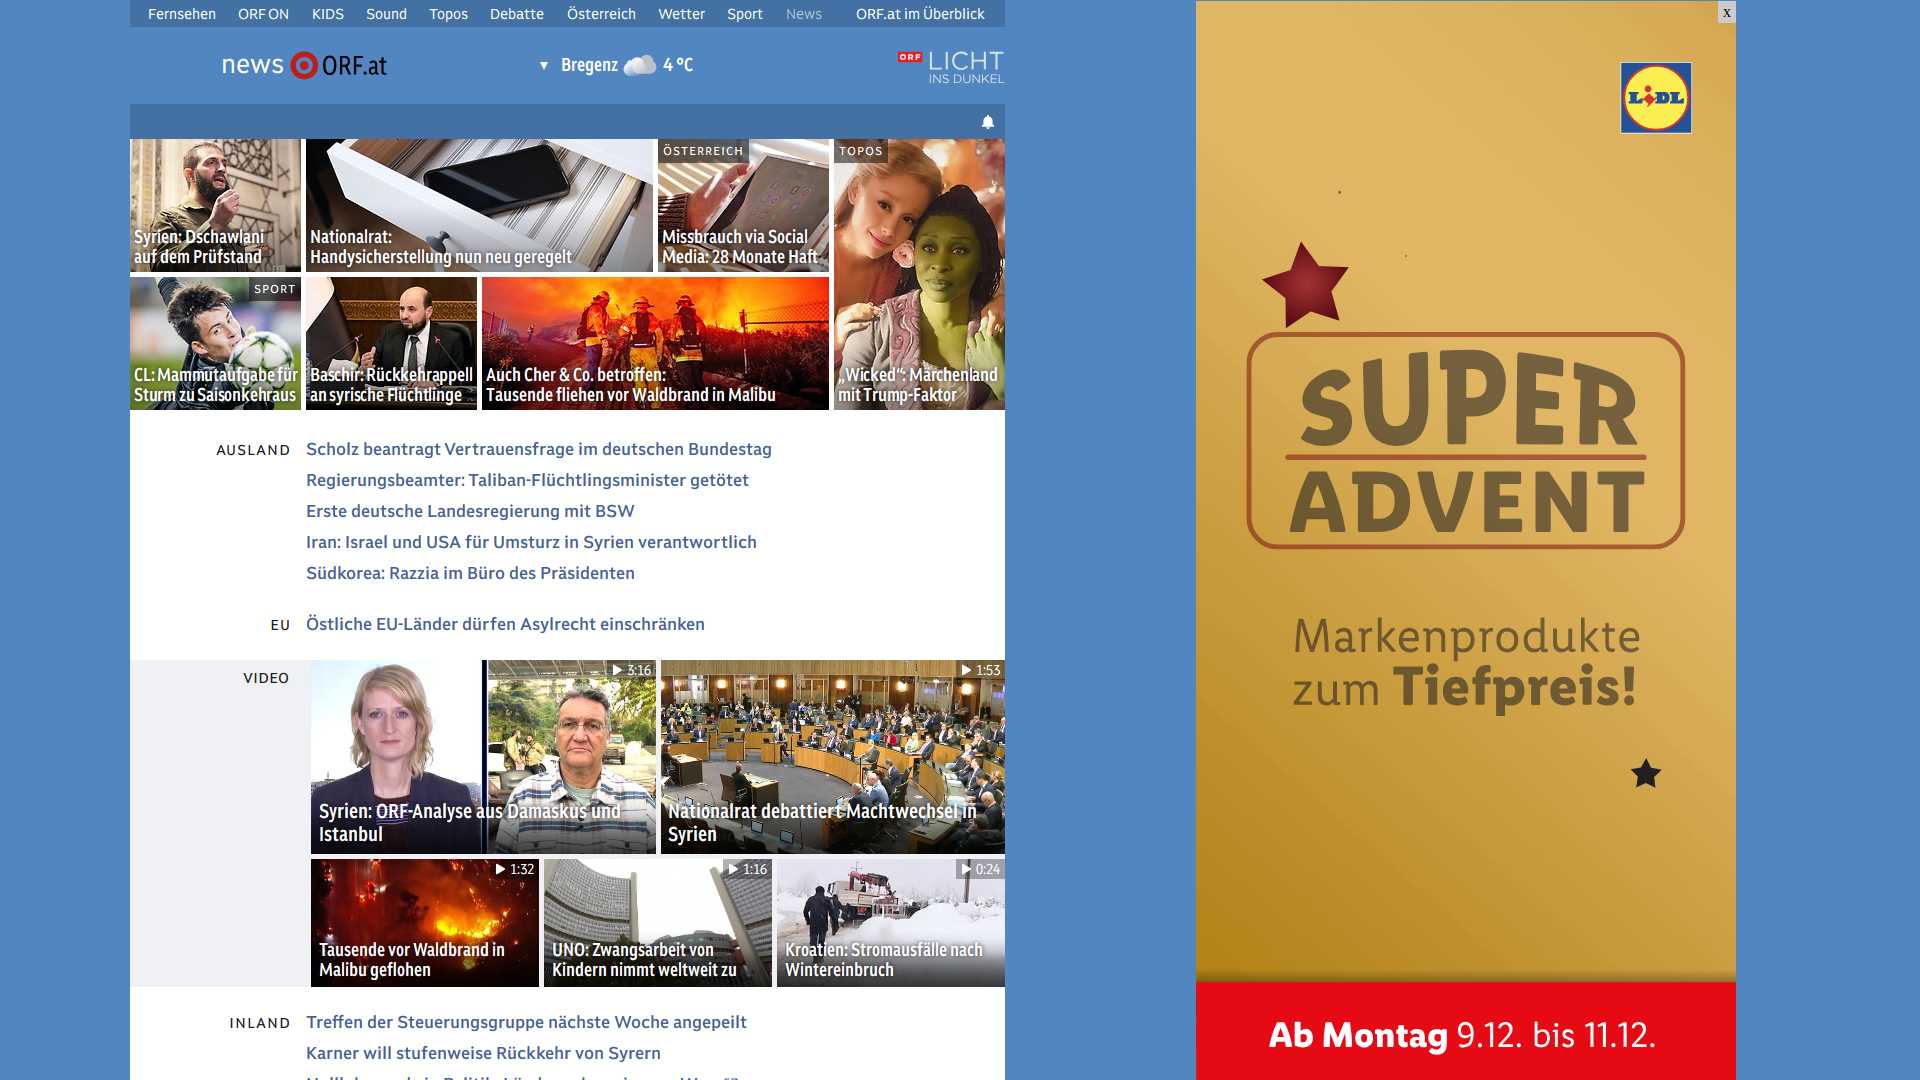 Fernsehen ORF ON KIDS Sound Topos Debatte Österreich Wetter Sport News ORF.at im Überblick
news ORF.at
▼ Bregenz 4 °C
ORF LICHT
INS DUNKEL
Syrien: Dschawlani
auf dem Prüfstand
Nationalrat:
Handysicherstellung nun neu geregelt
ÖSTERREICH
Missbrauch via Social
Media: 28 Monate Haft
TOPOS
„Wicked“: Märchenland
mit Trump-Faktor
SPORT
CL: Mammutaufgabe für
Sturm zu Saisonkehraus
Baschir: Rückkehrappell
an syrische Flüchtlinge
Auch Cher & Co. betroffen:
Tausende fliehen vor Waldbrand in Malibu
AUSLAND
Scholz beantragt Vertrauensfrage im deutschen Bundestag
Regierungsbeamter: Taliban-Flüchtlingsminister getötet
Erste deutsche Landesregierung mit BSW
Iran: Israel und USA für Umsturz in Syrien verantwortlich
Südkorea: Razzia im Büro des Präsidenten
EU
Östliche EU-Länder dürfen Asylrecht einschränken
VIDEO
3:16
Syrien: ORF-Analyse aus Damaskus und
Istanbul
1:53
Nationalrat debattiert Machtwechsel in
Syrien
1:32
Tausende vor Waldbrand in
Malibu geflohen
1:16
UNO: Zwangsarbeit von
Kindern nimmt weltweit zu
0:24
Kroatien: Stromausfälle nach
Wintereinbruch
INLAND
Treffen der Steuerungsgruppe nächste Woche angepeilt
Karner will stufenweise Rückkehr von Syrern
X
LIDL
SUPER
ADVENT
Markenprodukte
zum Tiefpreis!
Ab Montag 9.12. bis 11.12.